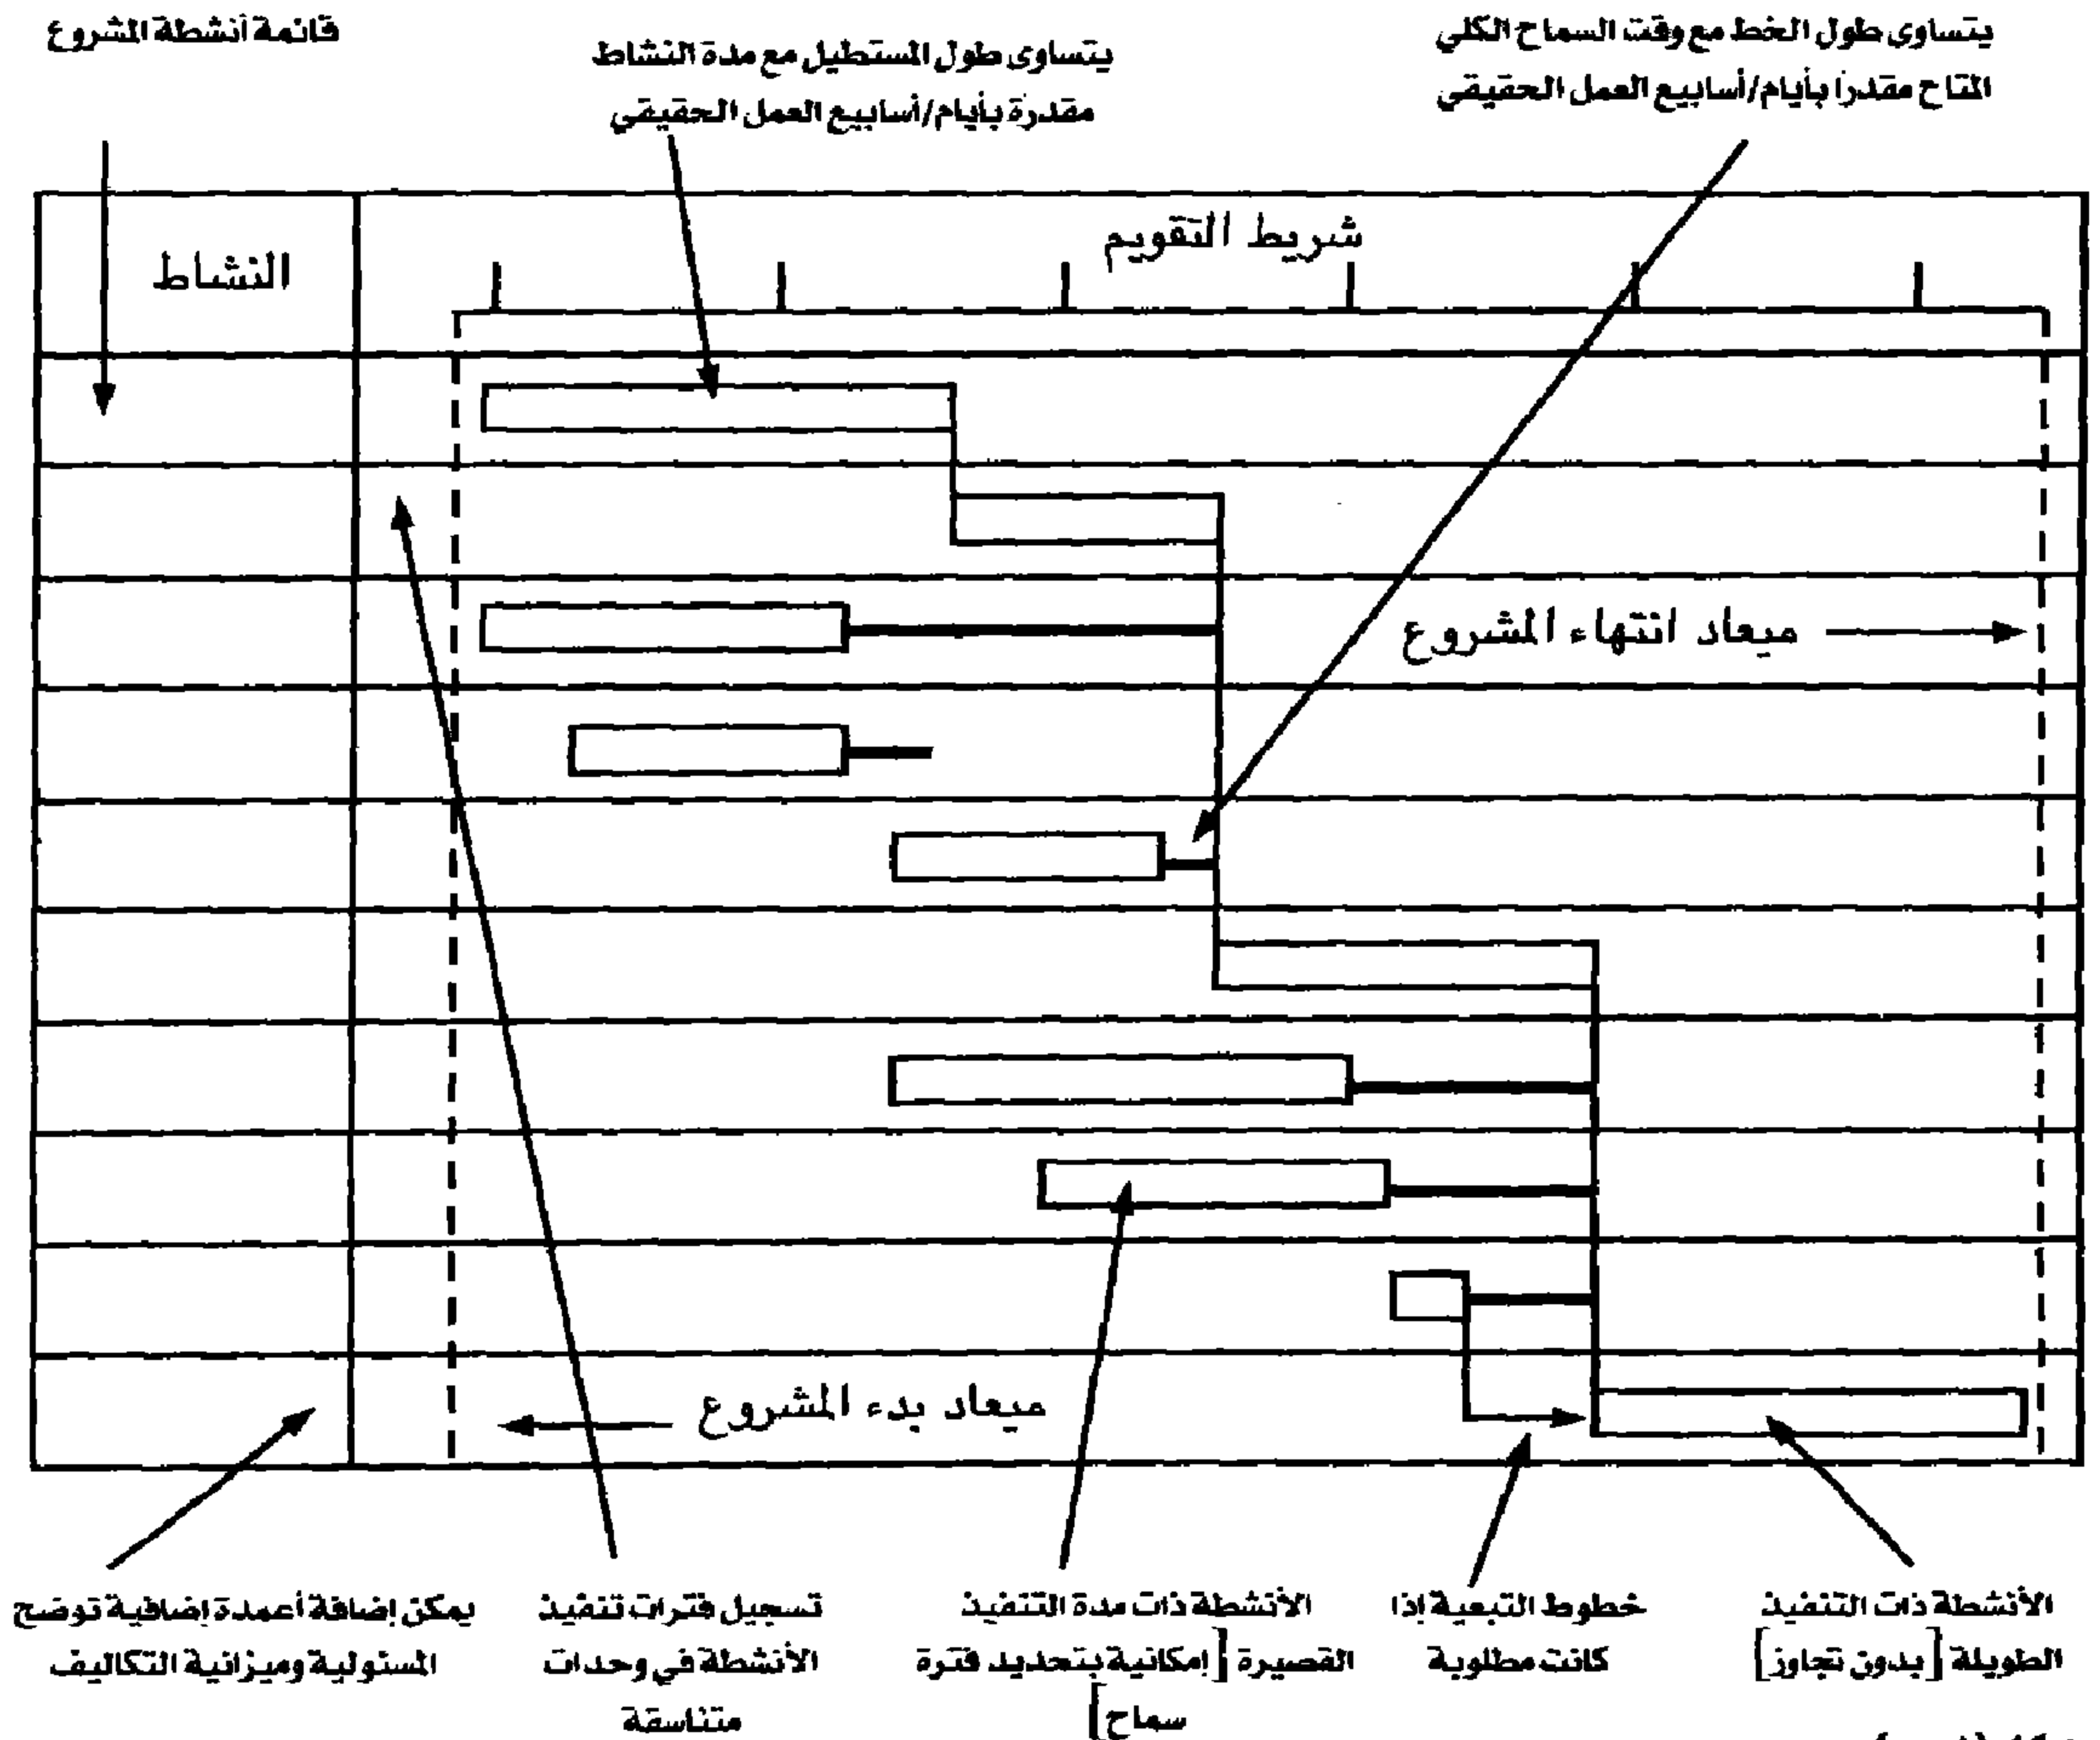 يتساوى طول الخط مع وقت السماح الكلي
المتاح مقدراً بأيام/أسابيع العمل الحقيقي
يتساوى طول المستطيل مع مدة النشاط
مقدرة بأيام/أسابيع العمل الحقيقي
قائمة أنشطة المشروع
شريط التقويم
النشاط
ميعاد انتهاء المشروع
ميعاد بدء المشروع
الأنشطة ذات التنفيذ
الطويلة [بدون تجاوز]
خطوط التبعية إذا
كانت مطلوبة
الأنشطة ذات مدة التنفيذ
القصيرة [إمكانية بتحديد فترة
سماح]
تسجيل فترات تنفيذ
الأنشطة في وحدات
متناسقة
يمكن إضافة أعمدة إضافية توضح
المسئولية وميزانية التكاليف